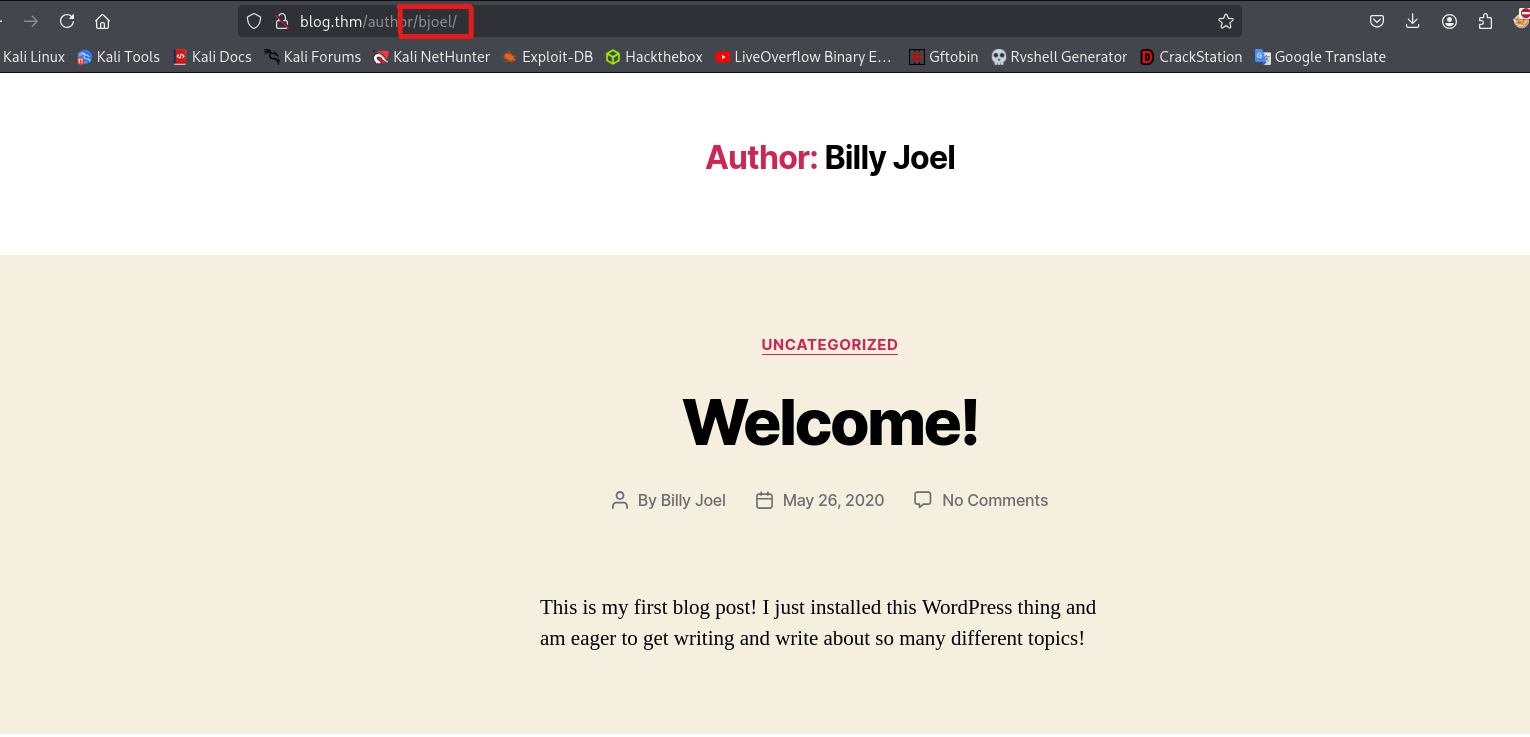 blog.thm/author/bjoel/
Kali Linux Kali Tools Kali Docs Kali Forums Kali NetHunter Exploit-DB Hackthebox LiveOverflow Binary E… Gftobin Rvshell Generator CrackStation Google Translate
Author: Billy Joel
UNCATEGORIZED
Welcome!
By Billy Joel May 26, 2020 No Comments
This is my first blog post! I just installed this WordPress thing and
am eager to get writing and write about so many different topics!